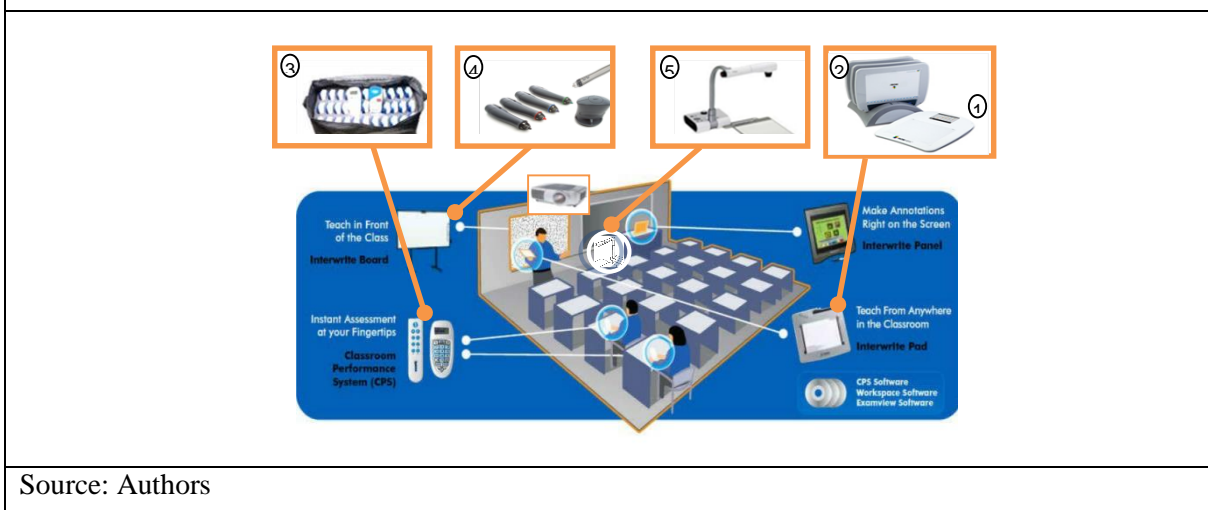 ③
④
⑤
②
①
Teach in Front
of the Class
Interwrite Board
Make Annotations
Right on the Screen
Interwrite Panel
Instant Assessment
at your Fingertips
Classroom
Performance
System (CPS)
Teach From Anywhere
in the Classroom
Interwrite Pad
CPS Software
Workspace Software
Examview Software
Source: Authors